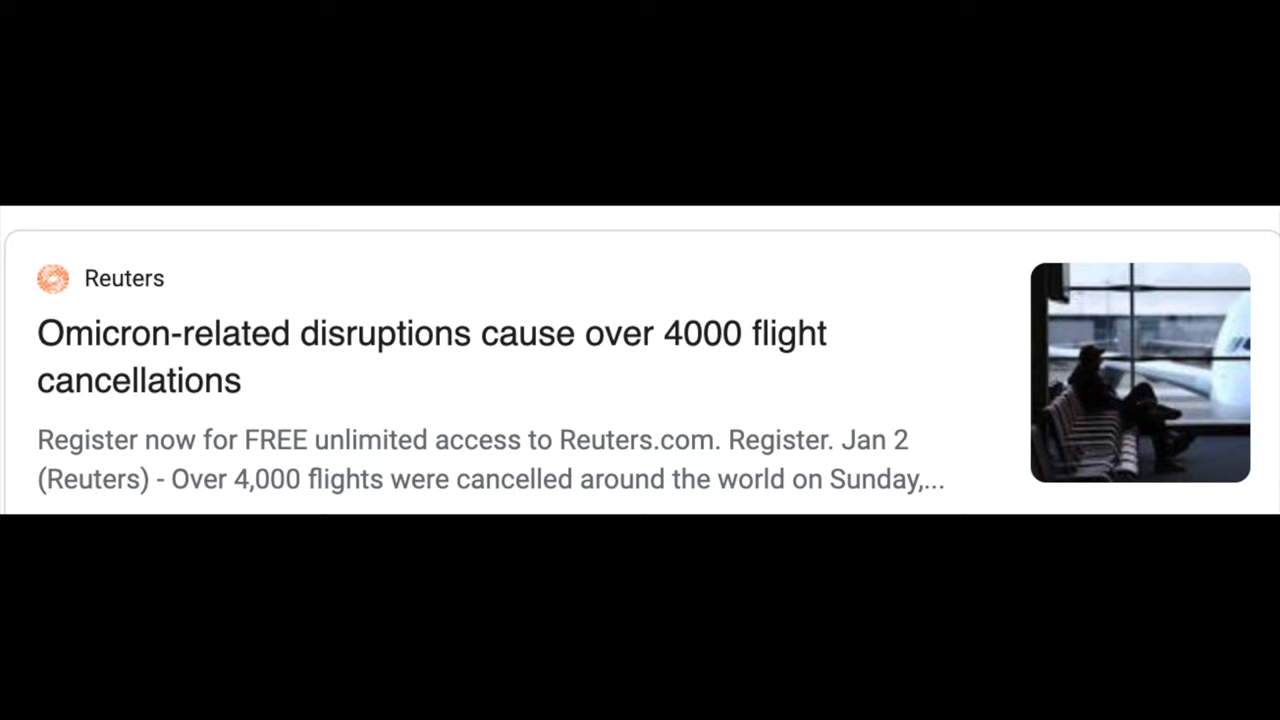 Reuters
Omicron-related disruptions cause over 4000 flight
cancellations
Register now for FREE unlimited access to Reuters.com. Register. Jan 2
(Reuters) - Over 4,000 flights were cancelled around the world on Sunday,...